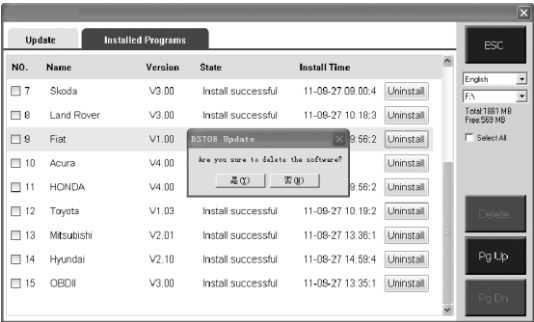 Update Installed Programs
NO. Name Version State Install Time
7 Skoda V3.00 Install successful 11-09-27 09:00:4 Uninstall
8 Land Rover V3.00 Install successful 11-09-27 10:18:3 Uninstall
9 Fiat V1.00 9:56:2 Uninstall
DS708 Update
Are you sure to delete the software?
是(Y) 否(N)
10 Acura V4.00 Uninstall
11 HONDA V4.00 9:56:2 Uninstall
12 Toyota V1.03 Install successful 11-09-27 10:19:2 Uninstall
13 Mitsubishi V2.01 Install successful 11-09-27 13:36:1 Uninstall
14 Hyundai V2.10 Install successful 11-09-27 14:59:4 Uninstall
15 OBDII V3.00 Install successful 11-09-27 13:35:1 Uninstall
ESC
English
F:\
Total:1881 MB
Free:569 MB
Select All
Delete
Pg Up
Pg Dn